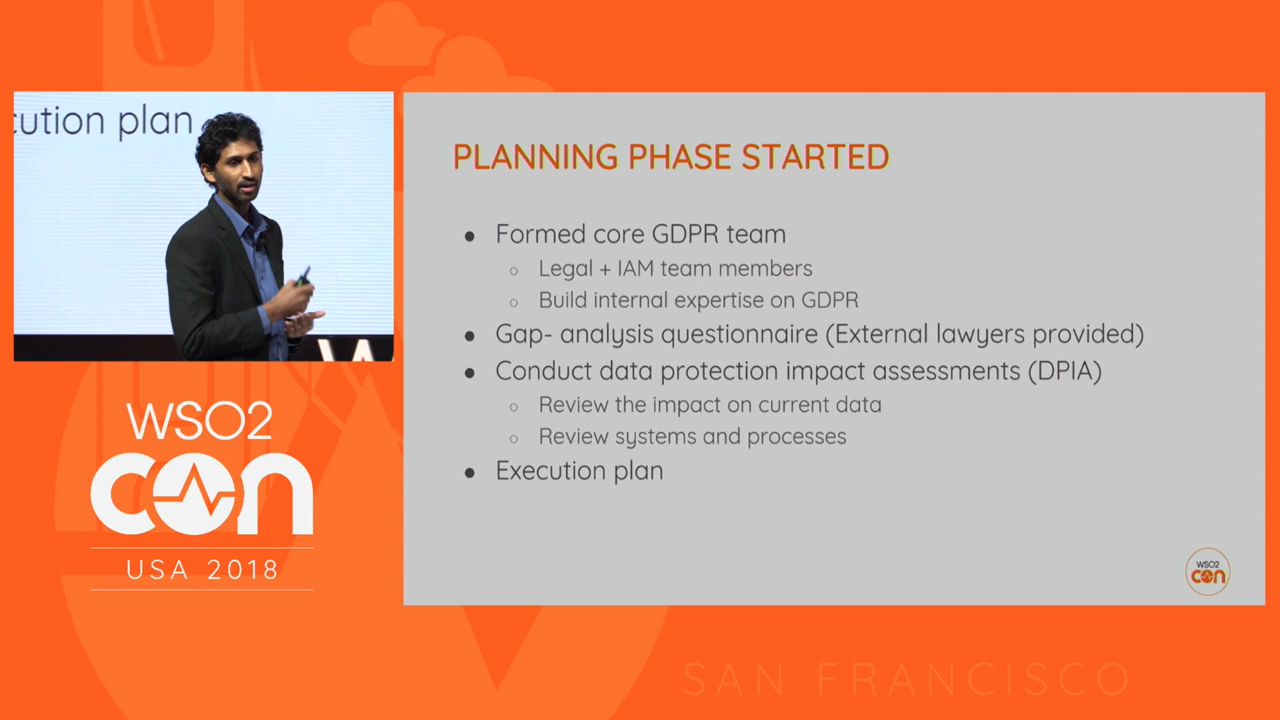 cution plan
PLANNING PHASE STARTED
● Formed core GDPR team
○ Legal + IAM team members
○ Build internal expertise on GDPR
● Gap- analysis questionnaire (External lawyers provided)
● Conduct data protection impact assessments (DPIA)
○ Review the impact on current data
○ Review systems and processes
● Execution plan
WSO2
con
USA 2018
WSO2
con
SAN FRANCISCO